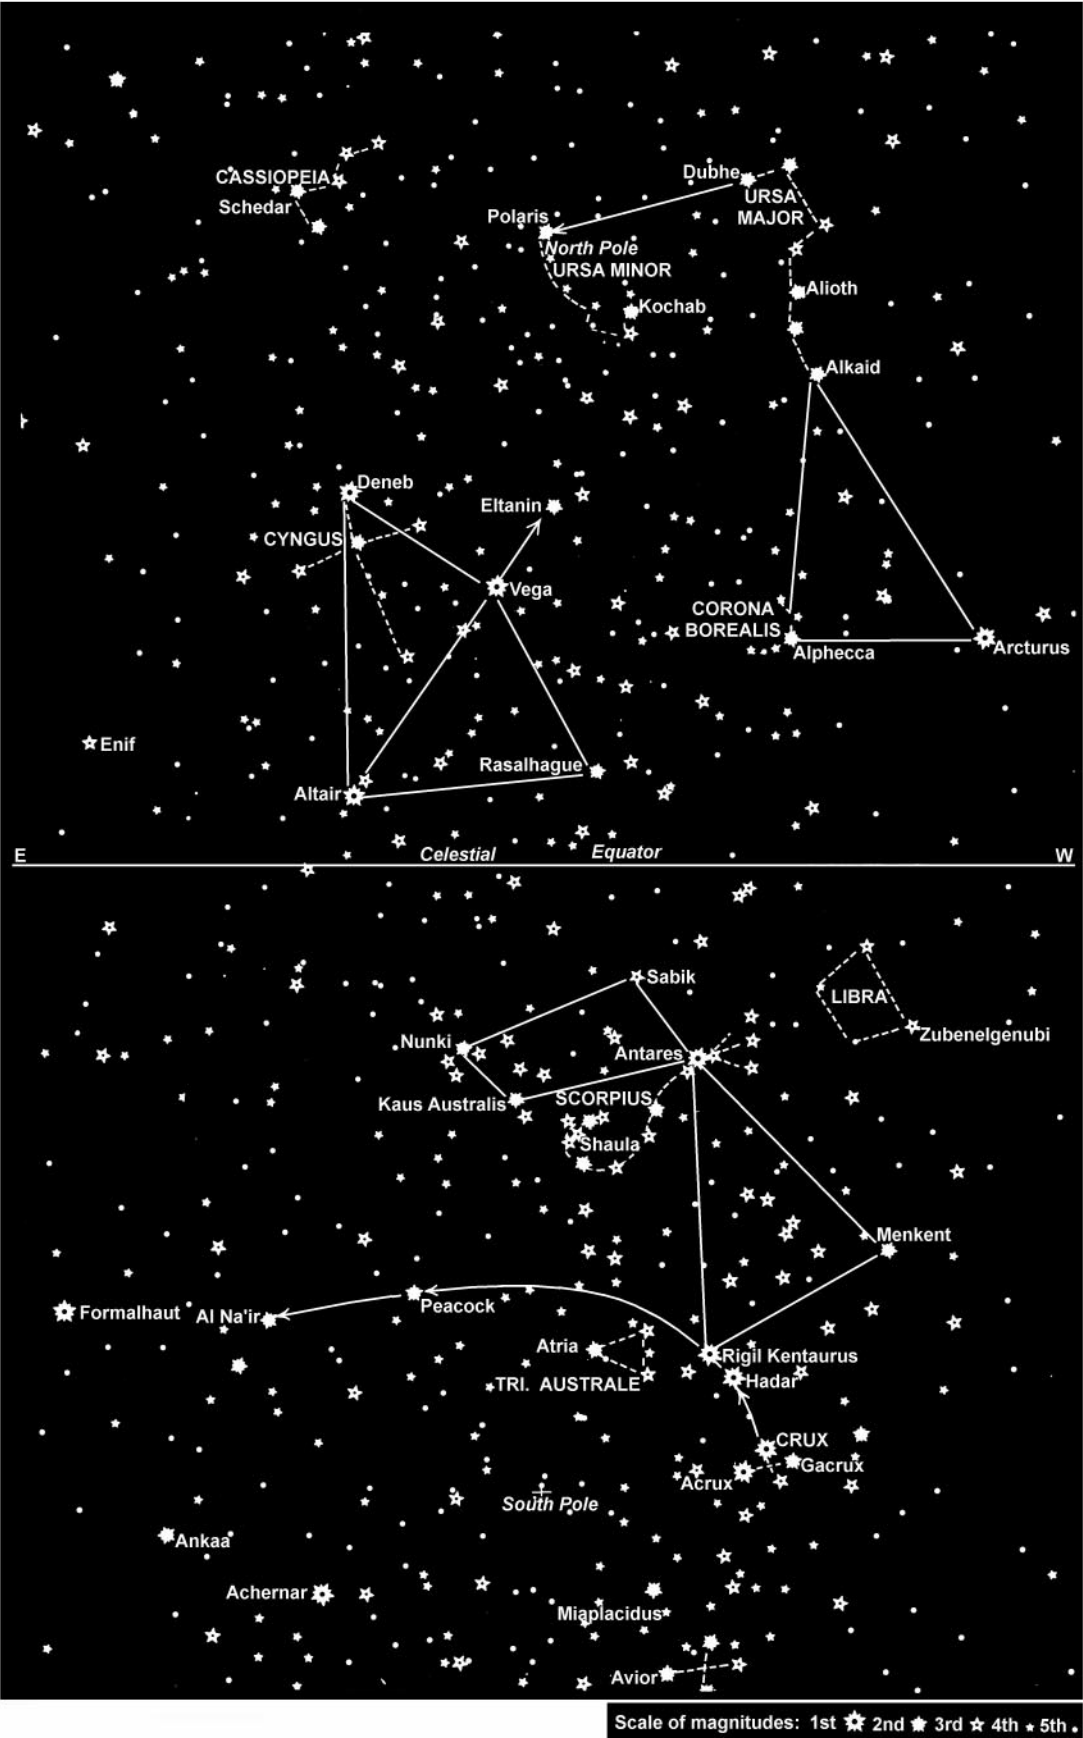 Dubhe
CASSIOPEIA
URSA
MAJOR
Schedar
Polaris
North Pole
URSA MINOR
Alioth
Kochab
Alkaid
Deneb
Eltanin
CYNGUS
Vega
CORONA
BOREALIS
Alphecca
Arcturus
Enif
Rasalhague
Altair
E
Celestial Equator
W
Sabik
LIBRA
Zubenelgenubi
Nunki
Antares
SCORPIUS
Kaus Australis
Shaula
Menkent
Peacock
Formalhaut
Al Na'ir
Atria
Rigil Kentaurus
TRI. AUSTRALE
Hadar
CRUX
Gacrux
Acrux
South Pole
Ankaa
Achernar
Miaplacidus
Avior
Scale of magnitudes: 1st 2nd 3rd 4th 5th